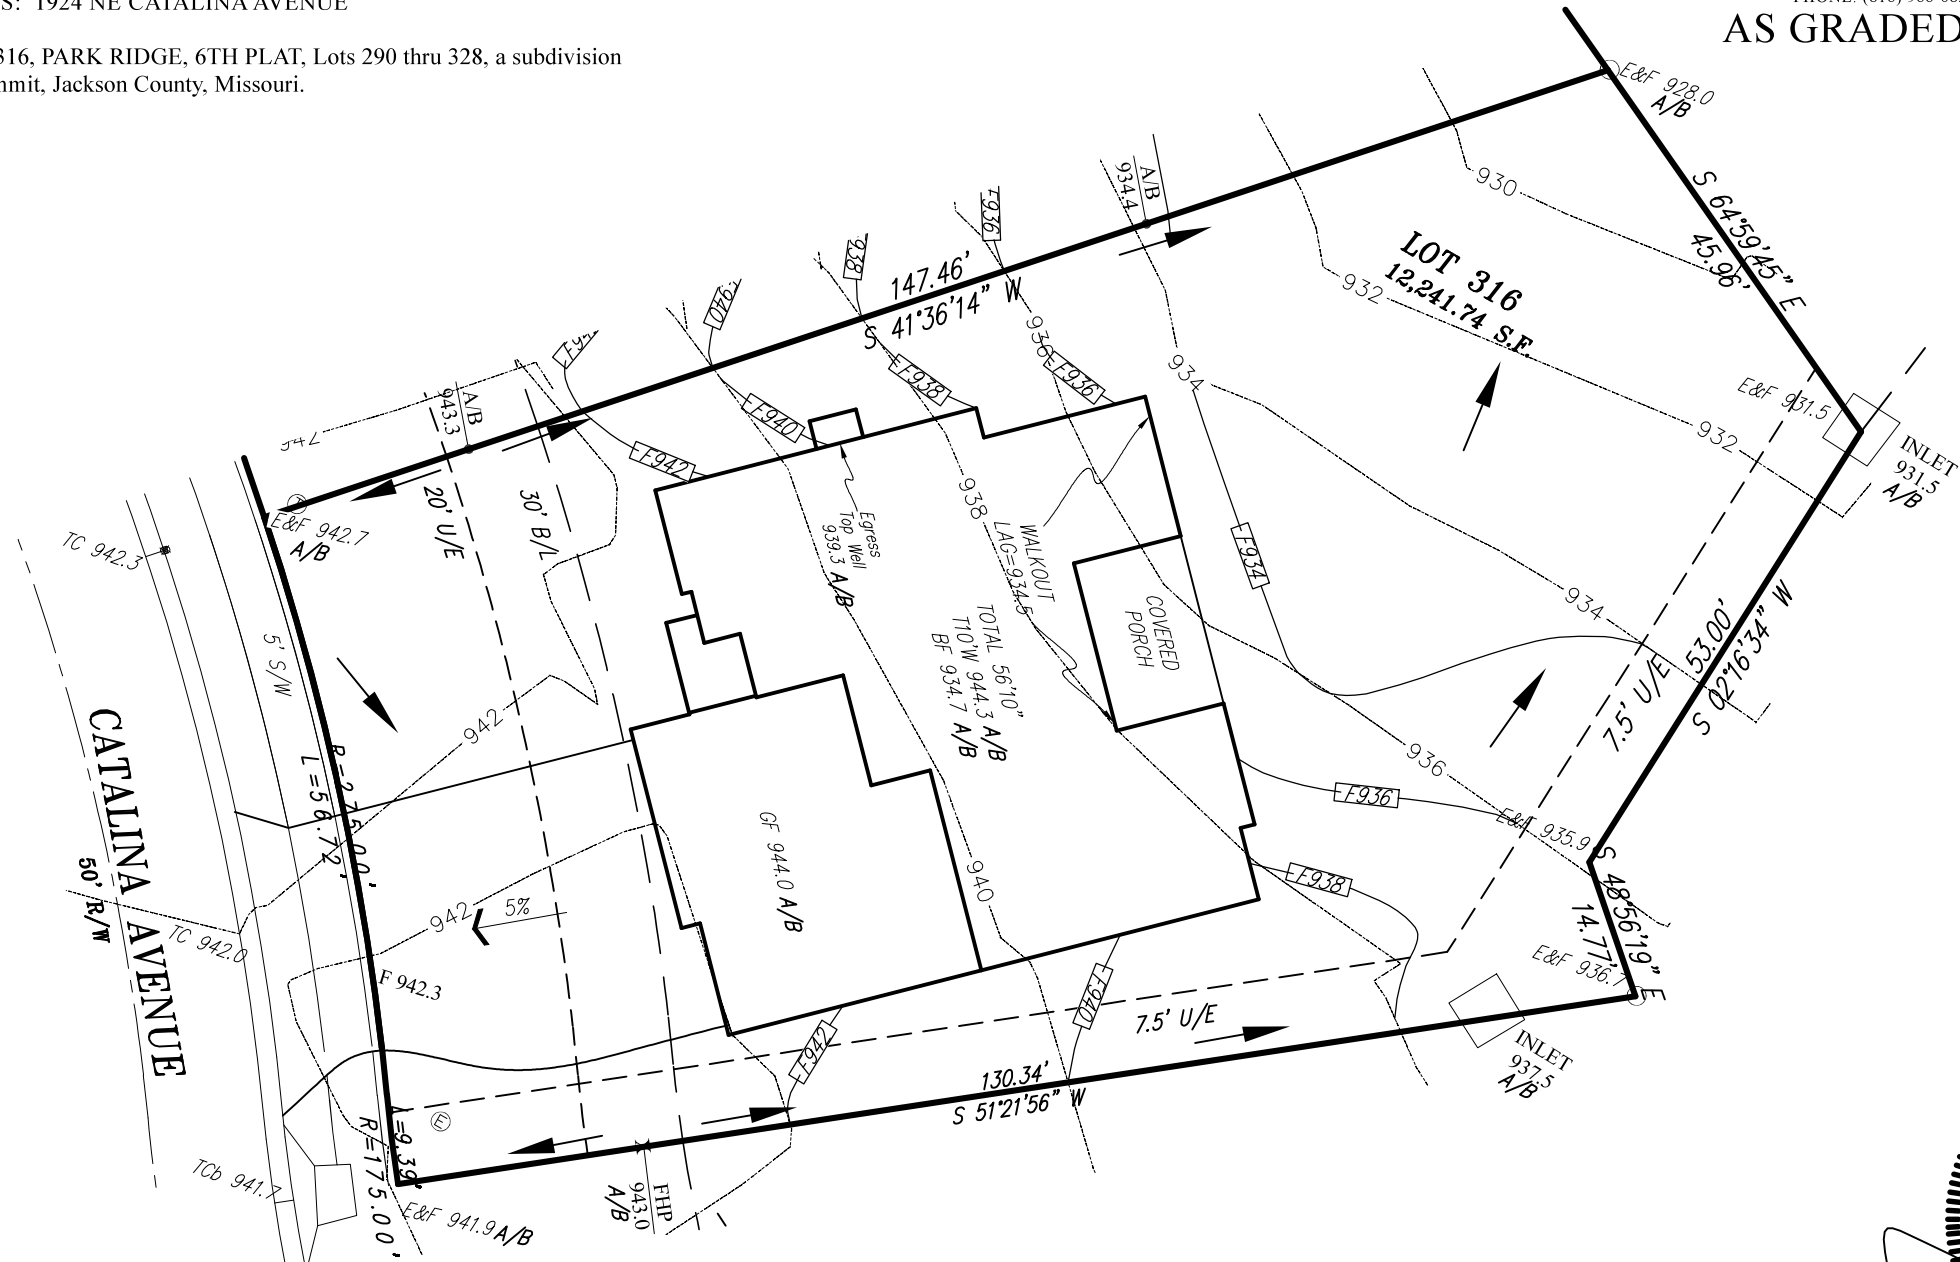 S: 1924 NE CATALINA AVENUE
316, PARK RIDGE, 6TH PLAT, Lots 290 thru 328, a subdivision
mmit, Jackson County, Missouri.
AS GRADED
E&F 928.0
A/B
930
S 64°59'45" E
45.96'
A/B
934.4
F936
938
LOT 316
12,241.74 S.F.
932
147.46'
S 41°36'14" W
936
F936
934
F938
F940
F942
A/B
943.3
942
E&F 931.5
INLET
931.5
A/B
932
E&F 942.7
A/B
TC 942.3
20' U/E
30' B/L
938
Egress
Top Well
939.3 A/B
WALKOUT
LAG=934.5
F934
934
COVERED
PORCH
TOTAL 56'10"
T10'W 944.3 A/B
BF 934.7 A/B
53.00'
S 02°16'34" W
7.5' U/E
5' S/W
942
CATALINA AVENUE
50' R/W
R=275.00'
L=56.72'
936
F936
E&F 935.9
S 48°56'19" E
14.77'
GF 944.0 A/B
940
F938
5%
942
TC 942.0
F 942.3
E&F 936.7
F940
F942
7.5' U/E
INLET
937.5
A/B
130.34'
S 51°21'56" W
E
L=9.39'
R=175.00'
TCb 941.7
E&F 941.9 A/B
FHP
943.0
A/B